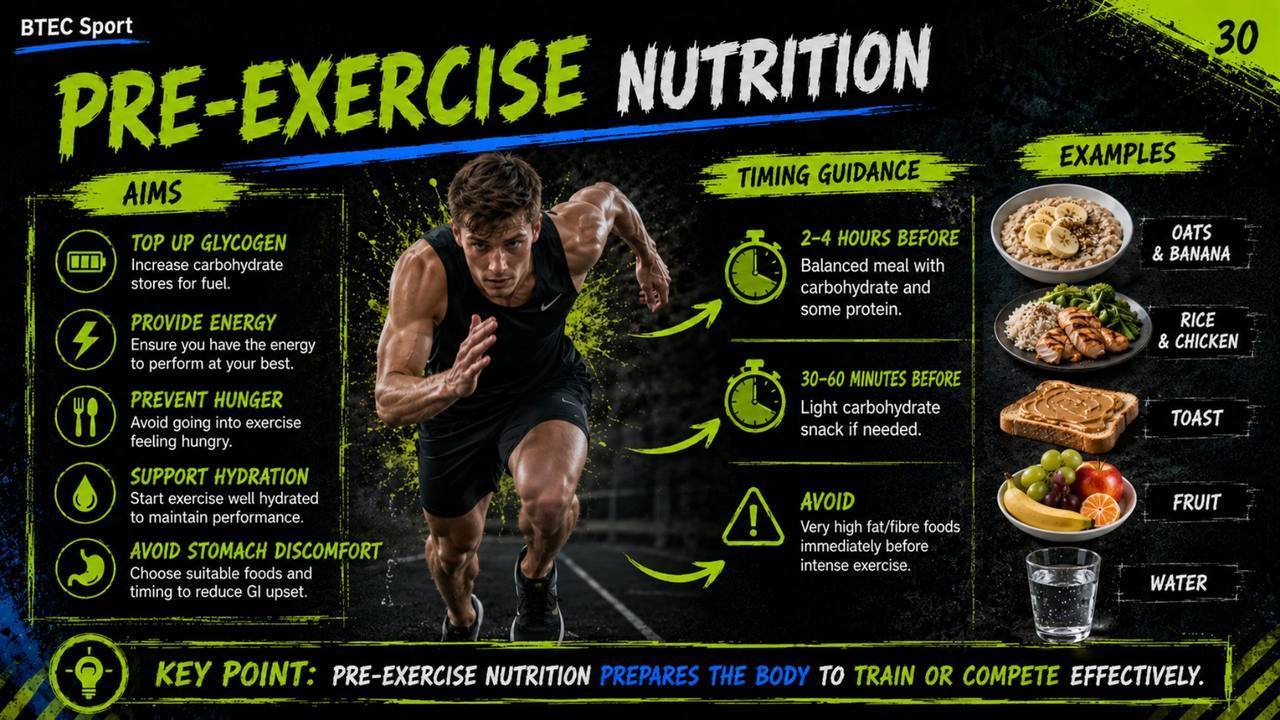 BTEC Sport
30
PRE-EXERCISE NUTRITION
AIMS
TOP UP GLYCOGEN
Increase carbohydrate
stores for fuel.
PROVIDE ENERGY
Ensure you have the energy
to perform at your best.
PREVENT HUNGER
Avoid going into exercise
feeling hungry.
SUPPORT HYDRATION
Start exercise well hydrated
to maintain performance.
AVOID STOMACH DISCOMFORT
Choose suitable foods and
timing to reduce GI upset.
TIMING GUIDANCE
2–4 HOURS BEFORE
Balanced meal with
carbohydrate and
some protein.
30–60 MINUTES BEFORE
Light carbohydrate
snack if needed.
AVOID
Very high fat/fibre foods
immediately before
intense exercise.
EXAMPLES
OATS
& BANANA
RICE
& CHICKEN
TOAST
FRUIT
WATER
KEY POINT: PRE-EXERCISE NUTRITION PREPARES THE BODY TO TRAIN OR COMPETE EFFECTIVELY.